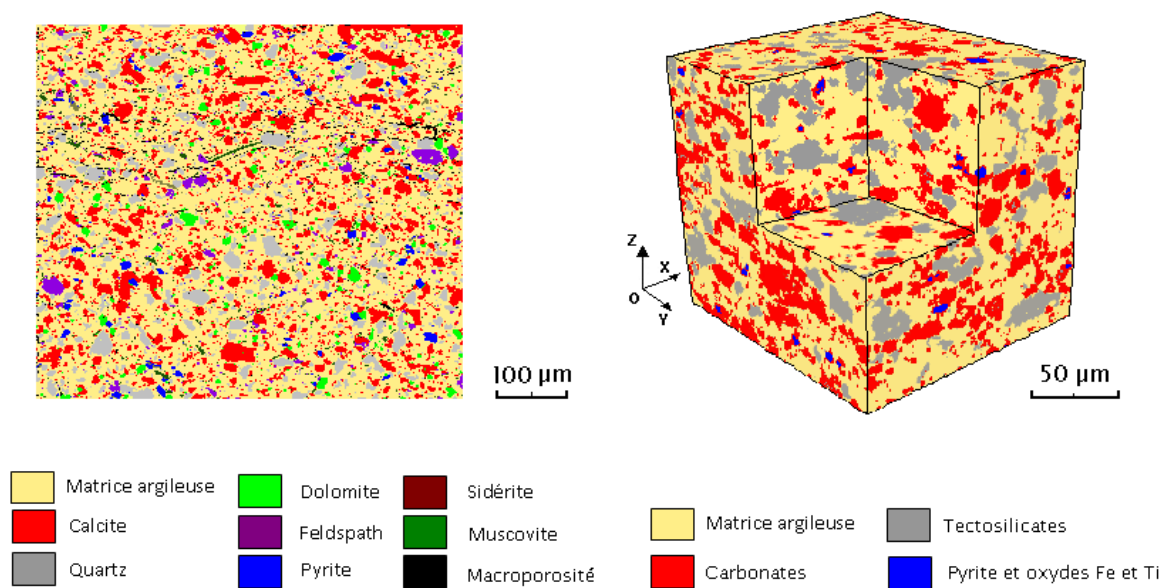 Z
X
O
Y
100 µm
50 µm
Matrice argileuse
Dolomite
Sidérite
Calcite
Feldspath
Muscovite
Quartz
Pyrite
Macroporosité
Matrice argileuse
Tectosilicates
Carbonates
Pyrite et oxydes Fe et Ti